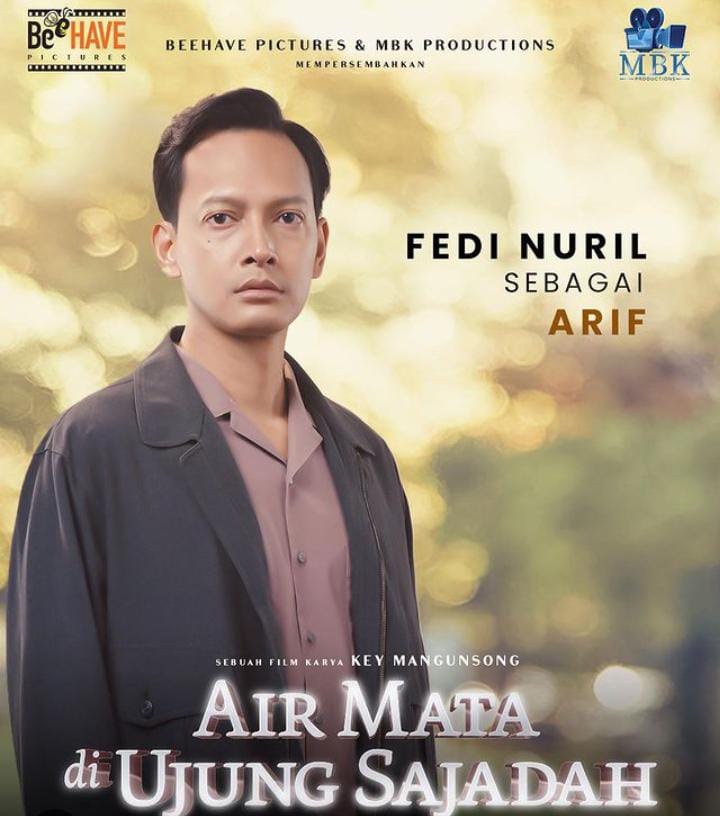 BeeHAVE
PICTURES
BEEHAVE PICTURES & MBK PRODUCTIONS
MEMPERSEMBAHKAN
MBK
PRODUCTIONS
FEDI NURIL
SEBAGAI
ARIF
SEBUAH FILM KARYA KEY MANGUNSONG
AIR MATA
di UJUNG SAJADAH